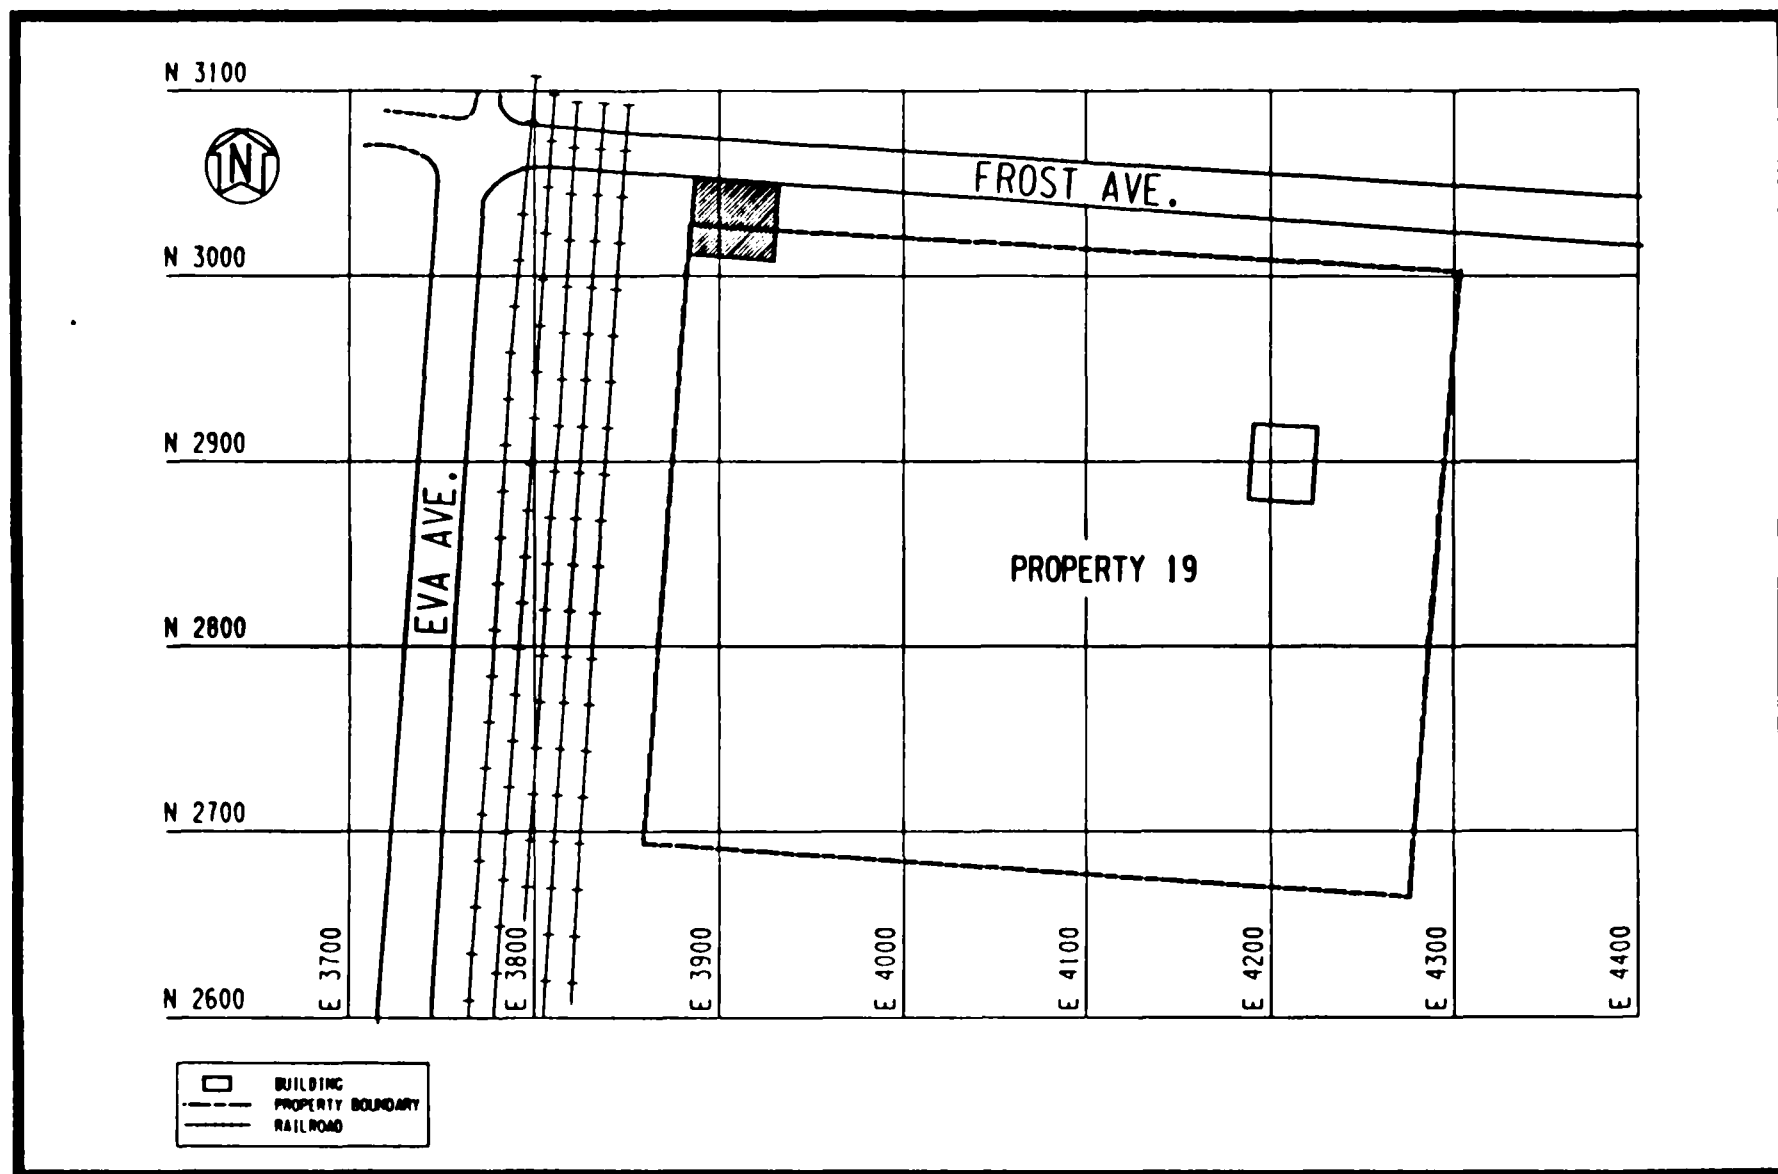 N 3100
N
FROST AVE.
N 3000
N 2900
EVA AVE.
PROPERTY 19
N 2800
N 2700
N 2600
E 3700
E 3800
E 3900
E 4000
E 4100
E 4200
E 4300
E 4400
BUILDING
PROPERTY BOUNDARY
RAILROAD